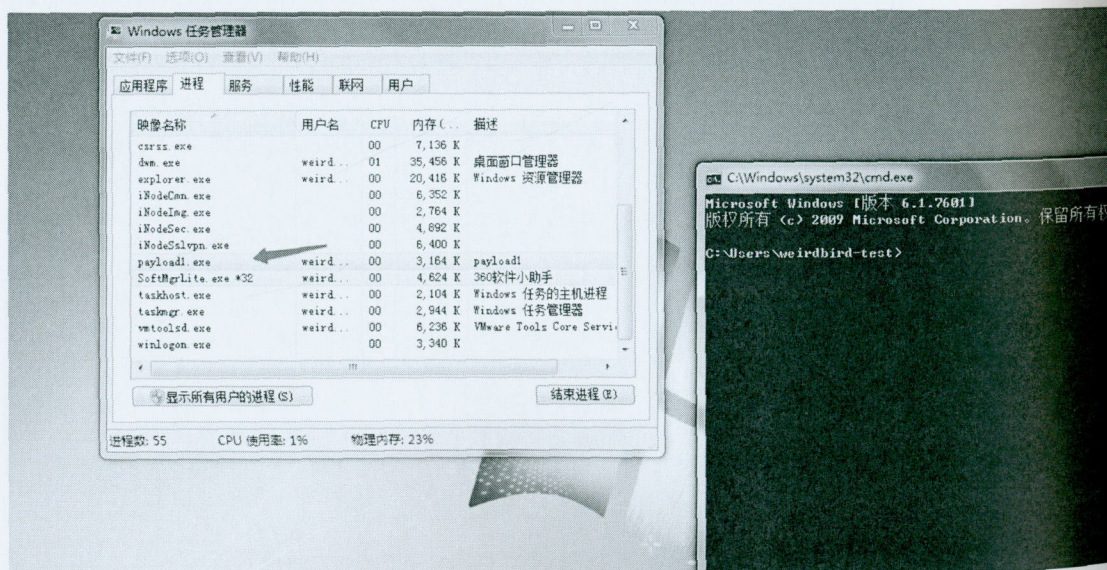 Windows 任务管理器
文件(F) 选项(O) 查看(V) 帮助(H)
应用程序 进程 服务 性能 联网 用户
映像名称 用户名 CPU 内存(... 描述
csrss.exe 00 7,136 K
dwm.exe weird... 01 35,456 K 桌面窗口管理器
explorer.exe weird... 00 20,416 K Windows 资源管理器
iNodeCmn.exe 00 6,352 K
iNodeImg.exe 00 2,764 K
iNodeSec.exe 00 4,892 K
iNodeSslvpn.exe 00 6,400 K
payload1.exe weird... 00 3,164 K payload1
SoftMgrLite.exe *32 weird... 00 4,624 K 360软件小助手
taskhost.exe weird... 00 2,104 K Windows 任务的主机进程
taskmgr.exe weird... 00 2,944 K Windows 任务管理器
vmtoolsd.exe weird... 00 6,236 K VMware Tools Core Servi
winlogon.exe 00 3,340 K
显示所有用户的进程(S) 结束进程(E)
进程数: 55 CPU 使用率: 1% 物理内存: 23%
C:\Windows\system32\cmd.exe
Microsoft Windows [版本 6.1.7601]
版权所有 (c) 2009 Microsoft Corporation。保留所有权
C:\Users\weirdbird-test>